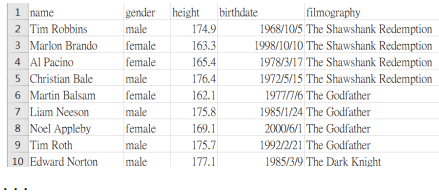 1 name gender height birthdate filmography
2 Tim Robbins male 174.9 1968/10/5 The Shawshank Redemption
3 Marlon Brando female 163.3 1998/10/10 The Shawshank Redemption
4 Al Pacino female 165.4 1978/3/17 The Shawshank Redemption
5 Christian Bale male 176.4 1972/5/15 The Shawshank Redemption
6 Martin Balsam female 162.1 1977/7/6 The Godfather
7 Liam Neeson male 175.8 1985/1/24 The Godfather
8 Noel Appleby female 169.1 2000/6/1 The Godfather
9 Tim Roth male 175.7 1992/2/21 The Godfather
10 Edward Norton male 177.1 1985/3/9 The Dark Knight
...